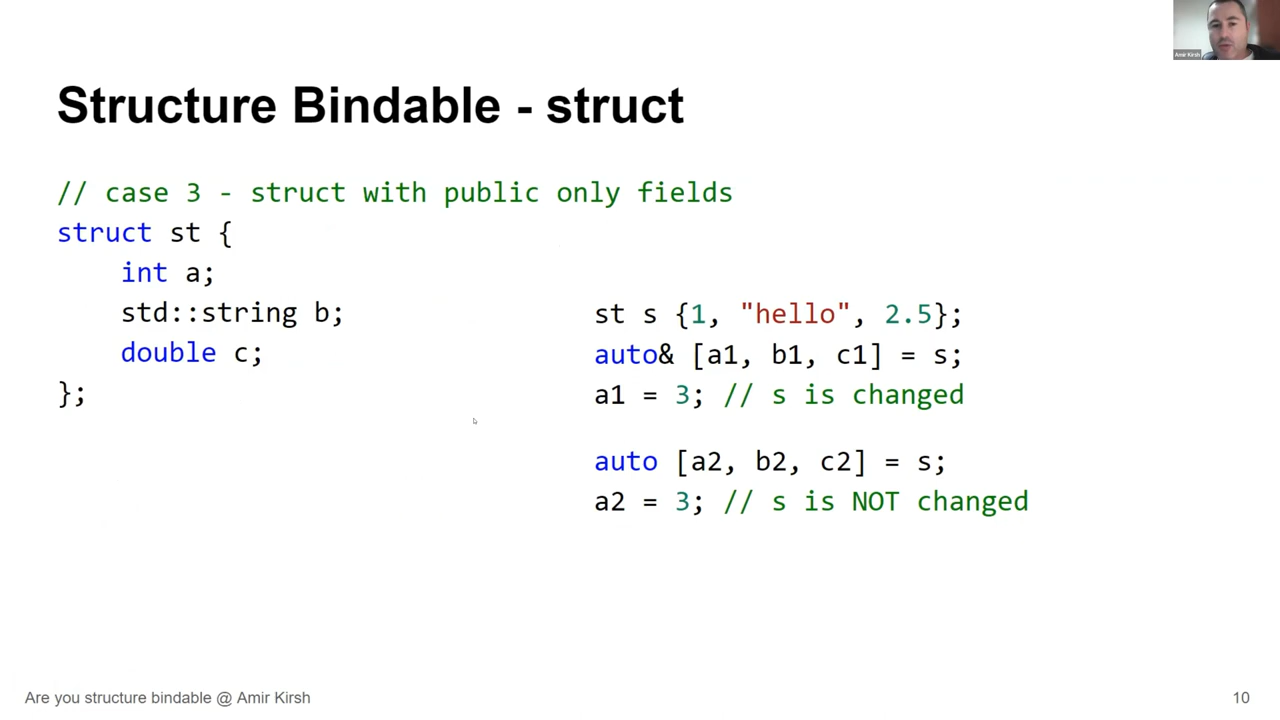 Amir Kirsh
Structure Bindable - struct
// case 3 - struct with public only fields
struct st {
    int a;
    std::string b;
    double c;
};
st s {1, "hello", 2.5};
auto& [a1, b1, c1] = s;
a1 = 3; // s is changed
auto [a2, b2, c2] = s;
a2 = 3; // s is NOT changed
Are you structure bindable @ Amir Kirsh
10